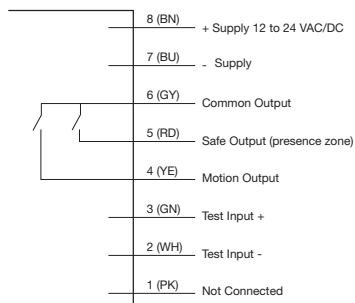 8 (BN) + Supply 12 to 24 VAC/DC
7 (BU) - Supply
6 (GY) Common Output
5 (RD) Safe Output (presence zone)
4 (YE) Motion Output
3 (GN) Test Input +
2 (WH) Test Input -
1 (PK) Not Connected